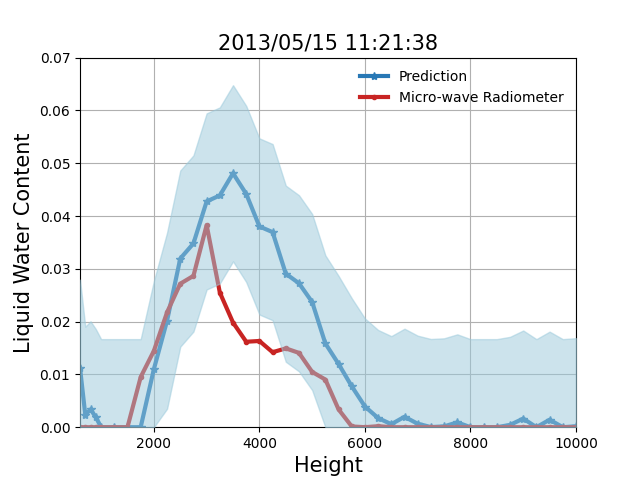 2013/05/15 11:21:38
0.07
0.06
0.05
0.04
0.03
0.02
0.01
0.00
Liquid Water Content
Prediction
Micro-wave Radiometer
2000 4000 6000 8000 10000
Height